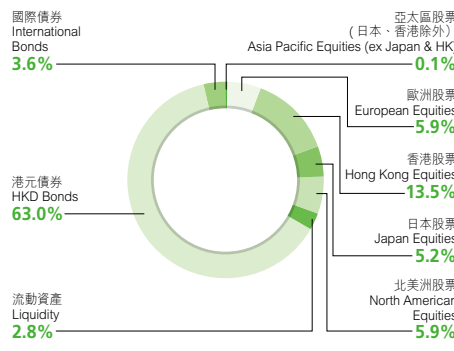 國際債券
International
Bonds
3.6%
港元債券
HKD Bonds
63.0%
流動資產
Liquidity
2.8%
亞太區股票
(日本、香港除外)
Asia Pacific Equities (ex Japan & HK)
0.1%
歐洲股票
European Equities
5.9%
香港股票
Hong Kong Equities
13.5%
日本股票
Japan Equities
5.2%
北美洲股票
North American
Equities
5.9%